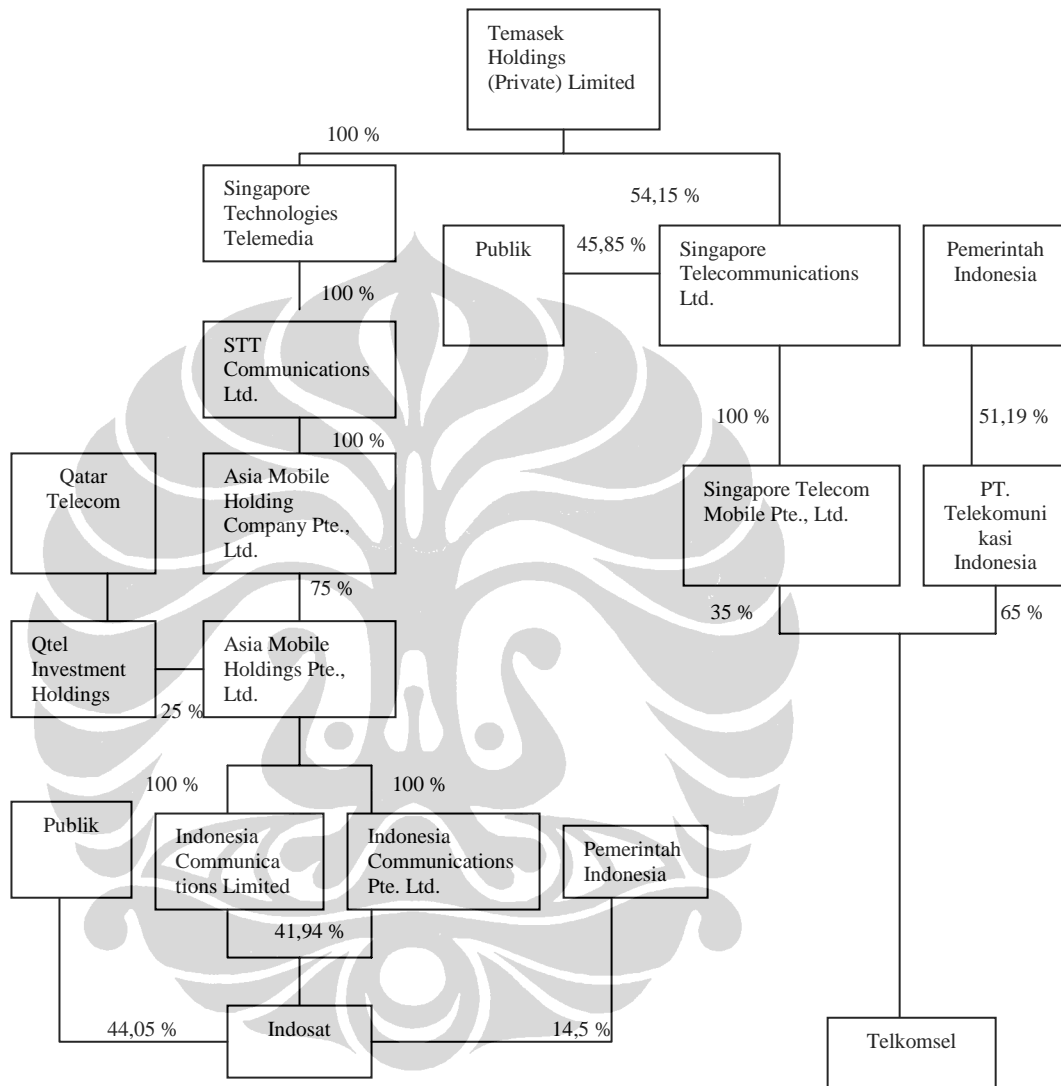 Temasek
Holdings
(Private) Limited
100 %
Singapore
Technologies
Telemedia
54,15 %
Publik
45,85 %
Singapore
Telecommunications
Ltd.
Pemerintah
Indonesia
100 %
STT
Communications
Ltd.
100 %
100 %
51,19 %
Qatar
Telecom
Asia Mobile
Holding
Company Pte.,
Ltd.
Singapore Telecom
Mobile Pte., Ltd.
PT.
Telekomuni
kasi
Indonesia
75 %
35 %
65 %
Qtel
Investment
Holdings
Asia Mobile
Holdings Pte.,
Ltd.
25 %
100 %
100 %
Publik
Indonesia
Communica
tions Limited
Indonesia
Communications
Pte. Ltd.
Pemerintah
Indonesia
41,94 %
44,05 %
Indosat
14,5 %
Telkomsel